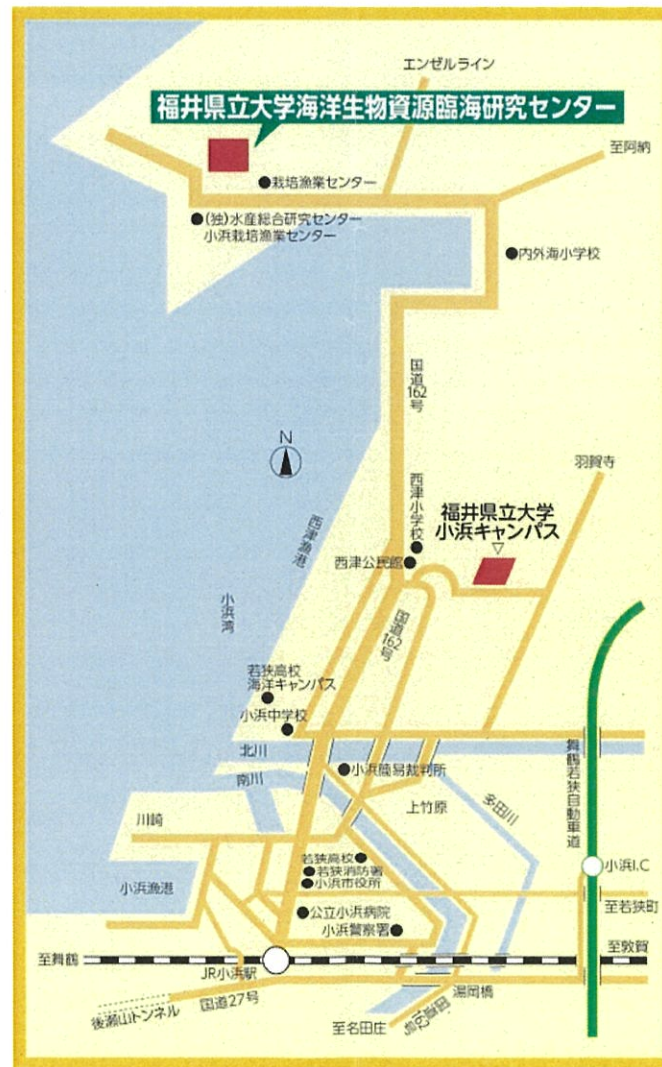 エンゼルライン
福井県立大学海洋生物資源臨海研究センター
至阿納
栽培漁業センター
(独)水産総合研究センター
小浜栽培漁業センター
内外海小学校
国道162号
N
羽賀寺
西津小学校
福井県立大学
小浜キャンパス
西津漁港
西津公民館
小浜湾
国道162号
若狭高校
海洋キャンパス
小浜中学校
北川
舞鶴若狭自動車道
南川
小浜簡易裁判所
上竹原
多田川
川崎
若狭高校
若狭消防署
小浜市役所
小浜I.C
小浜漁港
至若狭町
公立小浜病院
小浜警察署
至敦賀
至舞鶴
JR小浜駅
湯岡橋
国道27号
後瀬山トンネル
国道162号
至名田庄